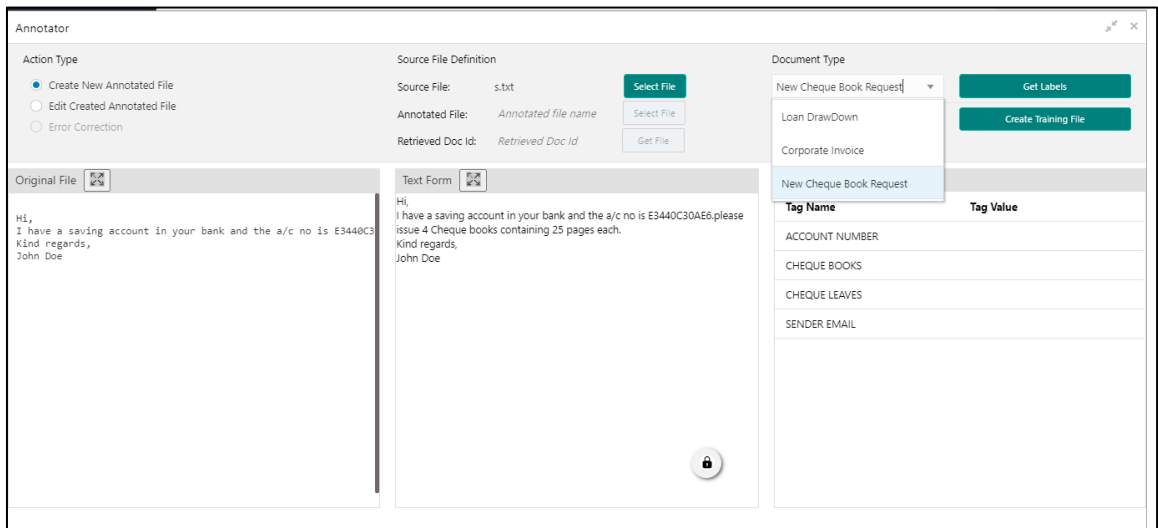 Annotator
Action Type
Create New Annotated File
Edit Created Annotated File
Error Correction
Source File Definition
Source File: s.txt Select File
Annotated File: Annotated file name Select File
Retrieved Doc Id: Retrieved Doc Id Get File
Document Type
New Cheque Book Request Get Labels
Create Training File
Loan DrawDown
Corporate Invoice
New Cheque Book Request
Original File
Hi,
I have a saving account in your bank and the a/c no is E3440C3
Kind regards,
John Doe
Text Form
Hi,
I have a saving account in your bank and the a/c no is E3440C30AE6.please
issue 4 Cheque books containing 25 pages each.
Kind regards,
John Doe
Tag Name Tag Value
ACCOUNT NUMBER
CHEQUE BOOKS
CHEQUE LEAVES
SENDER EMAIL